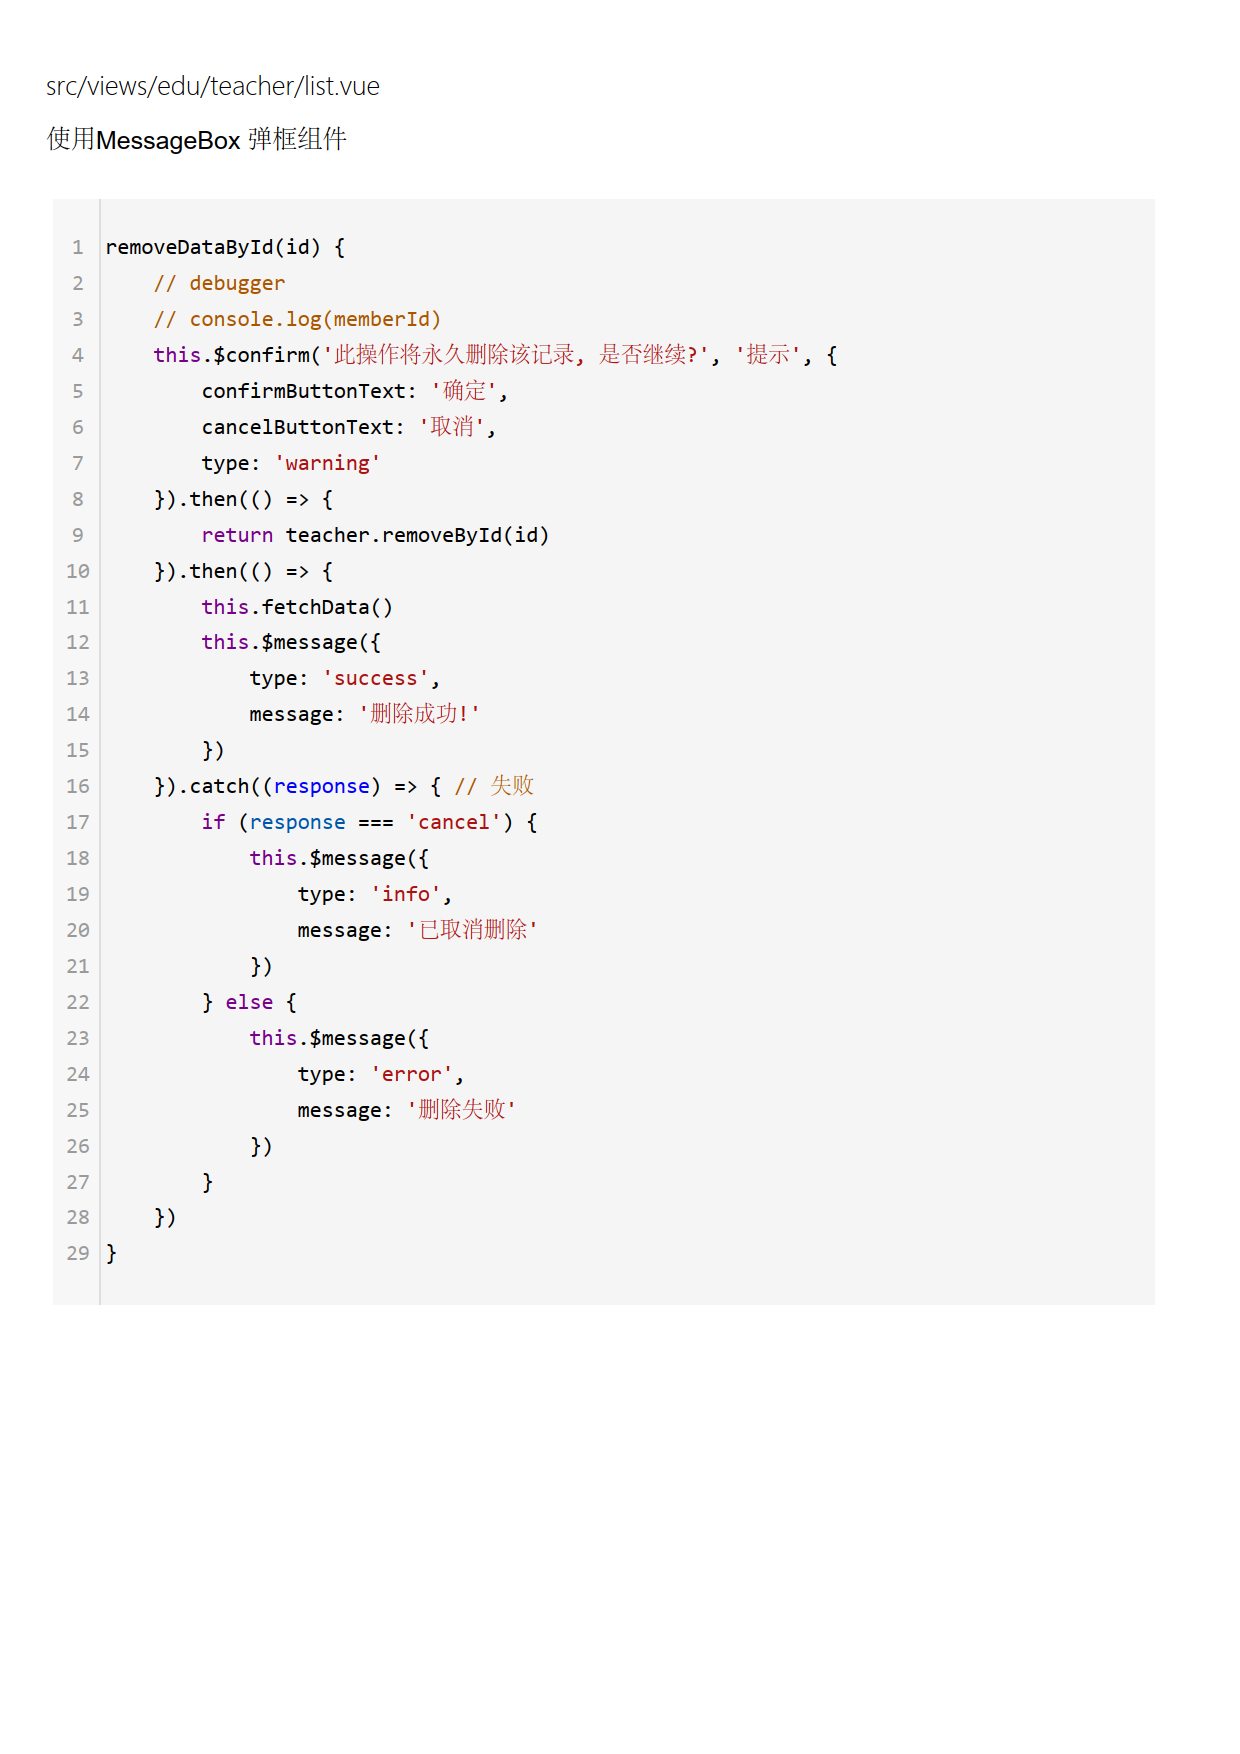 src/views/edu/teacher/list.vue
使用MessageBox 弹框组件
1 removeDataById(id) {
2     // debugger
3     // console.log(memberId)
4     this.$confirm('此操作将永久删除该记录, 是否继续?', '提示', {
5         confirmButtonText: '确定',
6         cancelButtonText: '取消',
7         type: 'warning'
8     }).then(() => {
9         return teacher.removeById(id)
10     }).then(() => {
11         this.fetchData()
12         this.$message({
13             type: 'success',
14             message: '删除成功!'
15         })
16     }).catch((response) => { // 失败
17         if (response === 'cancel') {
18             this.$message({
19                 type: 'info',
20                 message: '已取消删除'
21             })
22         } else {
23             this.$message({
24                 type: 'error',
25                 message: '删除失败'
26             })
27         }
28     })
29 }